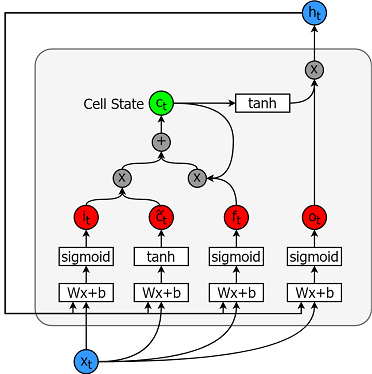 hₜ
X
Cell State cₜ tanh
+
X X
iₜ c̃ₜ fₜ oₜ
sigmoid tanh sigmoid sigmoid
Wx+b Wx+b Wx+b Wx+b
xₜ